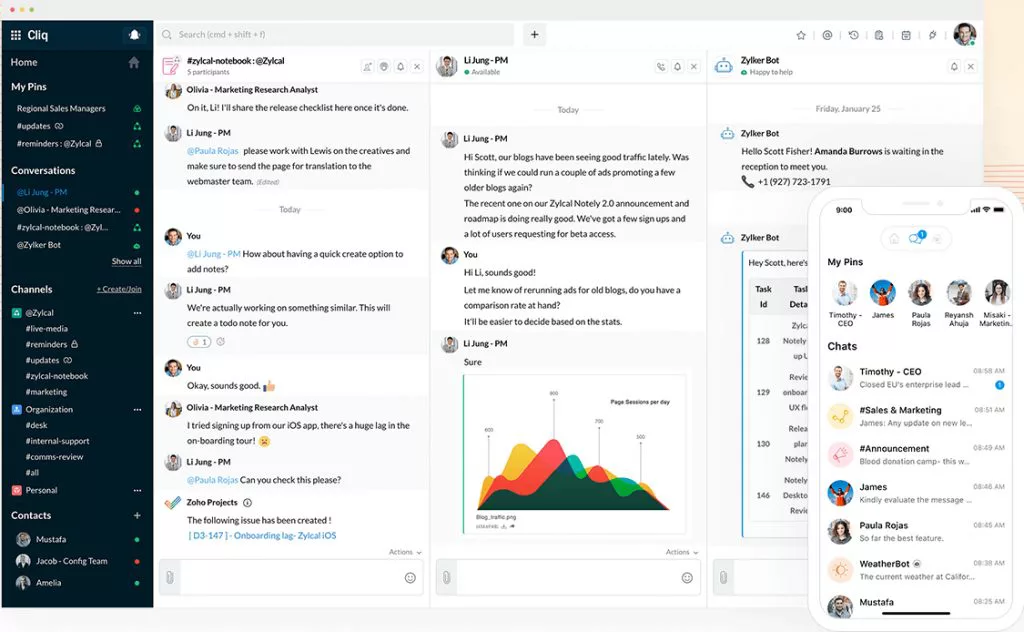 Cliq
Search (cmd + shift + f)
Home
My Pins
Regional Sales Managers
#updates
#reminders : @Zylcal
Conversations
@Li Jung - PM
@Olivia - Marketing Resear...
#zylcal-notebook : @Zyl...
@Zylker Bot
Show all
Channels
+ Create/Join
@Zylcal
#live-media
#reminders
#updates
#zylcal-notebook
#marketing
Organization
#desk
#internal-support
#comms-review
#all
Personal
Contacts
Mustafa
Jacob - Config Team
Amelia
#zylcal-notebook : @Zylcal
5 participants
Olivia - Marketing Research Analyst
On it, Li! I'll share the release checklist here once it's done.
Li Jung - PM
@Paula Rojas please work with Lewis on the creatives and
make sure to send the page for translation to the
webmaster team. (Edited)
Today
You
@Li Jung - PM How about having a quick create option to
add notes?
Li Jung - PM
We're actually working on something similar. This will
create a todo note for you.
1
You
Okay, sounds good.
Olivia - Marketing Research Analyst
I tried signing up from our iOS app, there's a huge lag in the
on-boarding tour!
Li Jung - PM
@Paula Rojas Can you check this please?
Zoho Projects
The following issue has been created !
[ D3-147 ] - Onboarding lag- Zylcal iOS
Actions
Li Jung - PM
Available
Today
Li Jung - PM
Hi Scott, our blogs have been seeing good traffic lately. Was
thinking if we could run a couple of ads promoting a few
older blogs again?
The recent one on our Zylcal Notely 2.0 announcement and
roadmap is doing really good. We've got a few sign ups and
a lot of users requesting for beta access.
You
Hi Li, sounds good!
Let me know of rerunning ads for old blogs, do you have a
comparison rate at hand?
It'll be easier to decide based on the stats.
Li Jung - PM
Sure
Page Sessions per day
600
800
700
500
Blog_traffic.png
Actions
Zylker Bot
Happy to help
Friday, January 25
Zylker Bot
Hello Scott Fisher! Amanda Burrows is waiting in the
reception to meet you.
+1 (927) 723-1791
Zylker Bot
Hey Scott, here's
Task
Id
Task
Deta
128
Zylc
Notely
up U
129
Revie
onboar
UX fl
130
Relea
plar
Notely
146
Notely
Deskto
Revie
9:00
1
My Pins
Timothy -
CEO
James
Paula
Rojas
Reyansh
Ahuja
Misaki -
Marketin..
Chats
Timothy - CEO
08:58 AM
Closed EU's enterprise lead ...
1
#Sales & Marketing
08:51 AM
James: Any update on new le...
#Announcement
08:49 AM
Blood donation camp- this w...
James
08:46 AM
Kindly evaluate the message ...
Paula Rojas
08:45 AM
So far the best feature.
WeatherBot
08:38 AM
The current weather at Califor...
Mustafa
08:25 AM